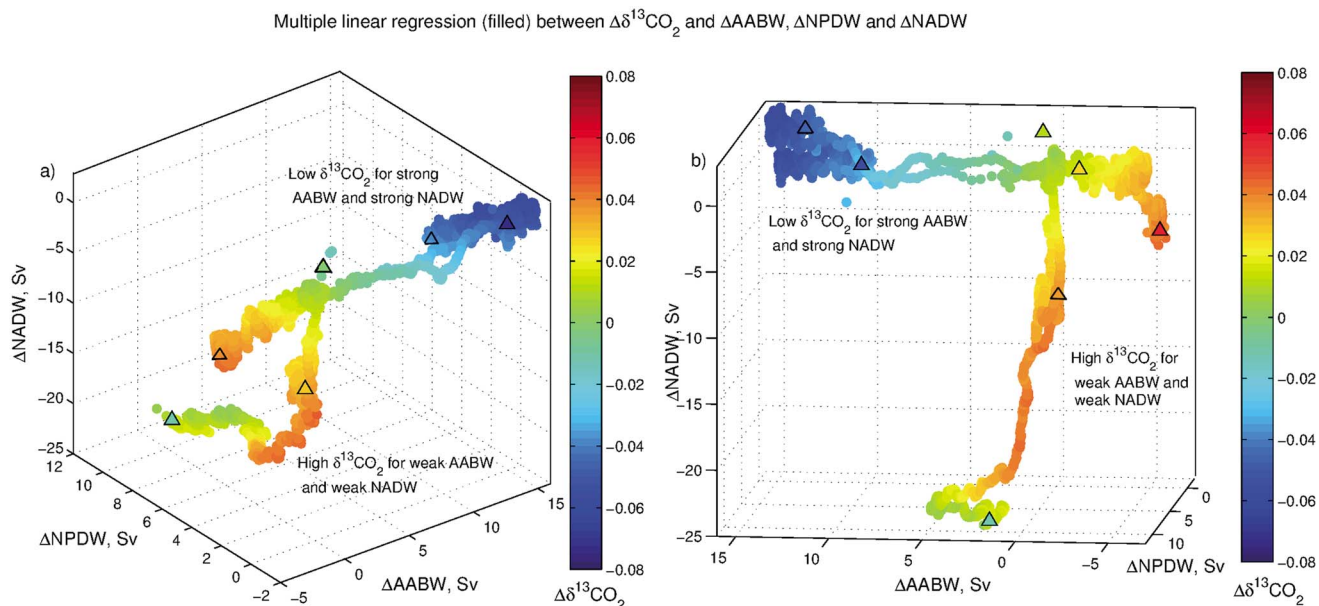 Multiple linear regression (filled) between Δδ¹³CO₂ and ΔAABW, ΔNPDW and ΔNADW
a)
Low δ¹³CO₂ for strong
AABW and strong NADW
High δ¹³CO₂ for weak AABW
and weak NADW
ΔNADW, Sv
0
−5
−10
−15
−20
−25
ΔNPDW, Sv
12
10
8
6
4
2
0
−2
ΔAABW, Sv
−5
0
5
10
15
0.08
0.06
0.04
0.02
0
−0.02
−0.04
−0.06
−0.08
Δδ¹³CO₂
b)
Low δ¹³CO₂ for strong AABW
and strong NADW
High δ¹³CO₂ for
weak AABW and
weak NADW
ΔNADW, Sv
0
−5
−10
−15
−20
−25
ΔAABW, Sv
15
10
5
0
−5
ΔNPDW, Sv
0
5
10
0.08
0.06
0.04
0.02
0
−0.02
−0.04
−0.06
−0.08
Δδ¹³CO₂